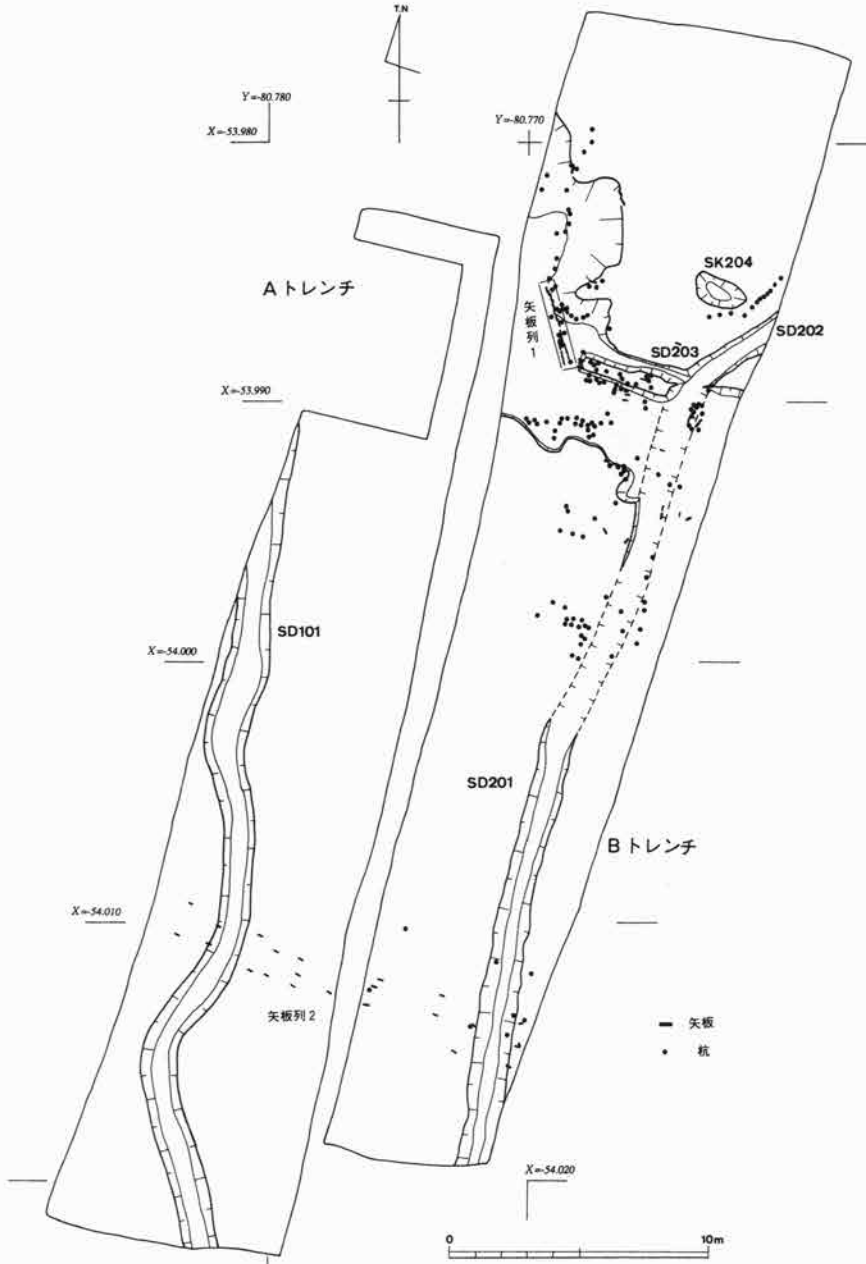 T.N
Y=-80.780
X=-53.980
Y=-80.770
SK204
Aトレンチ
矢板列1
SD203
SD202
X=-53.990
SD101
X=-54.000
SD201
Bトレンチ
X=-54.010
矢板列2
矢板
杭
X=-54.020
0
10m